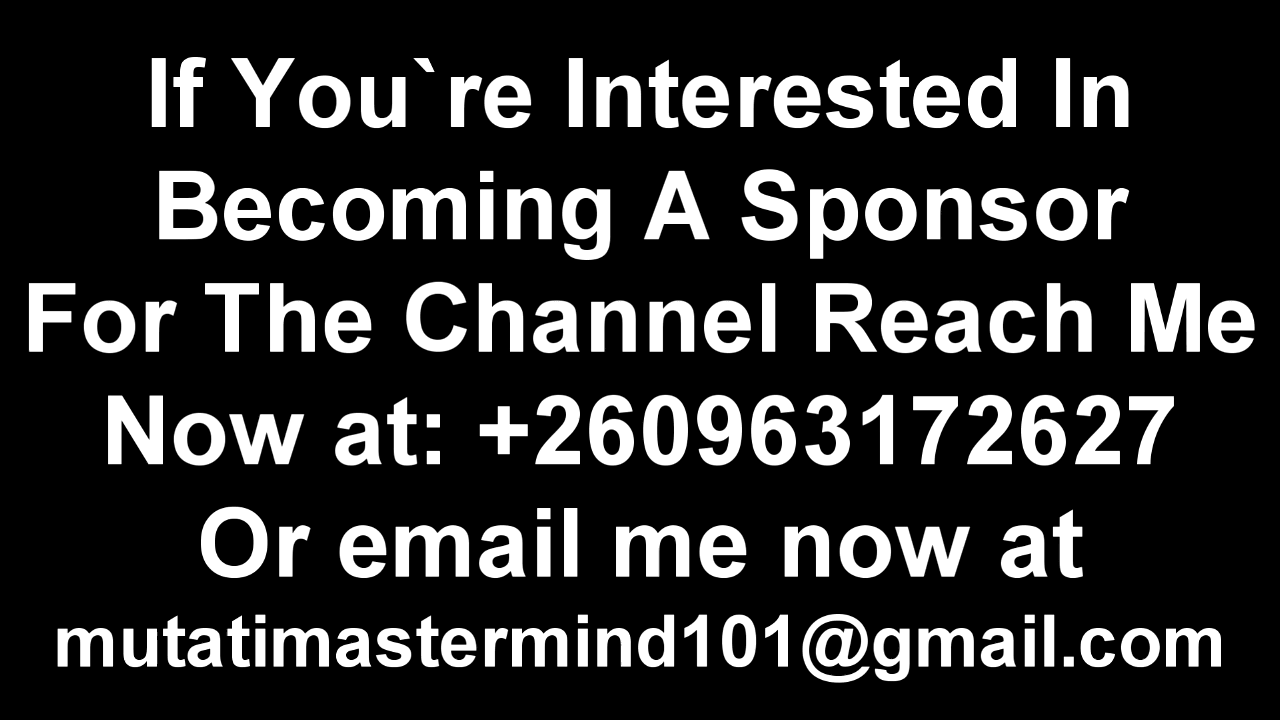 If You`re Interested In
Becoming A Sponsor
For The Channel Reach Me
Now at: +260963172627
Or email me now at
mutatimastermind101@gmail.com